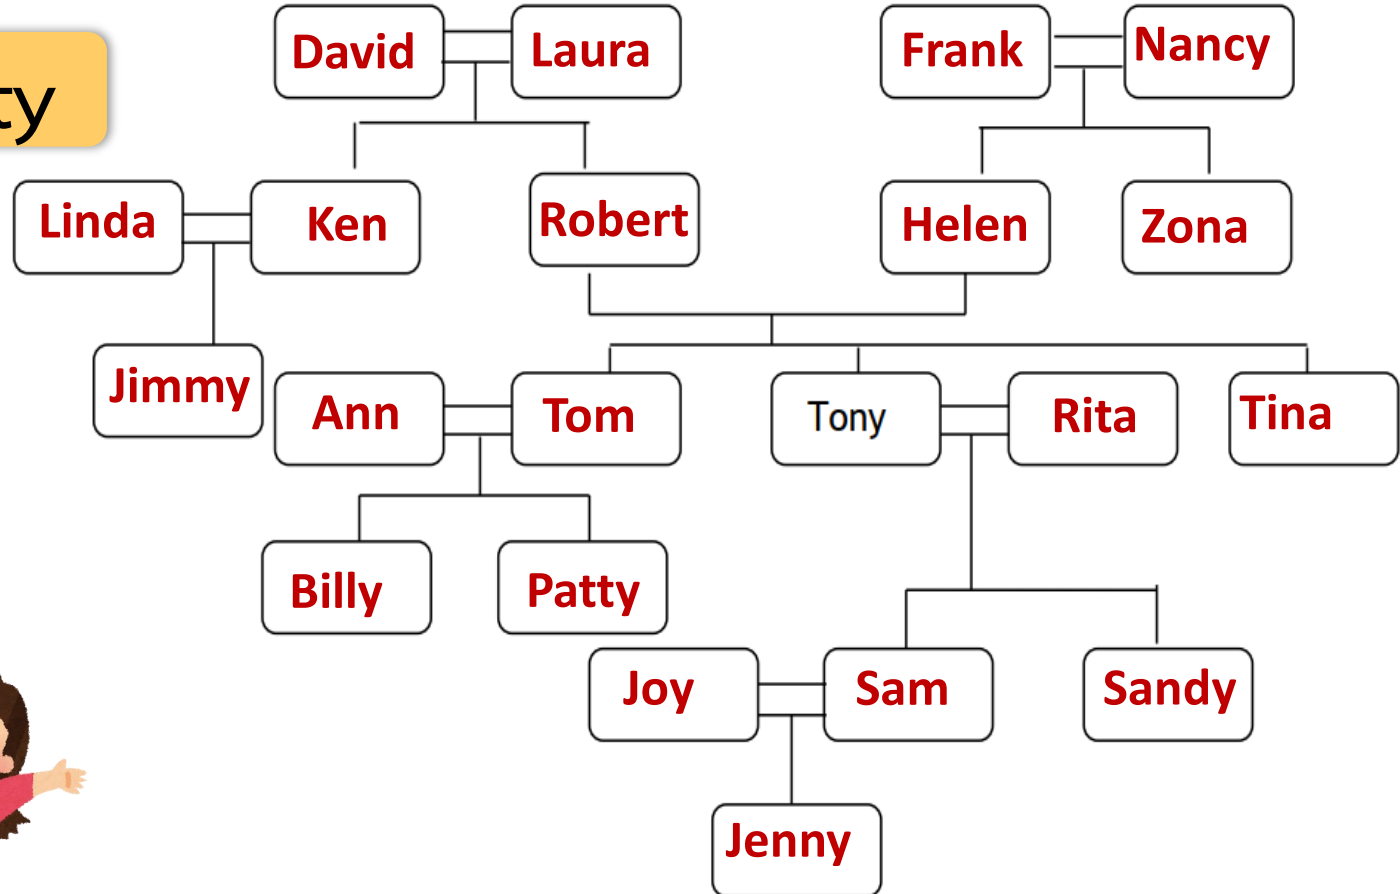 David
Laura
Frank
Nancy
ty
Linda
Ken
Robert
Helen
Zona
Jimmy
Ann
Tom
Tony
Rita
Tina
Billy
Patty
Joy
Sam
Sandy
Jenny